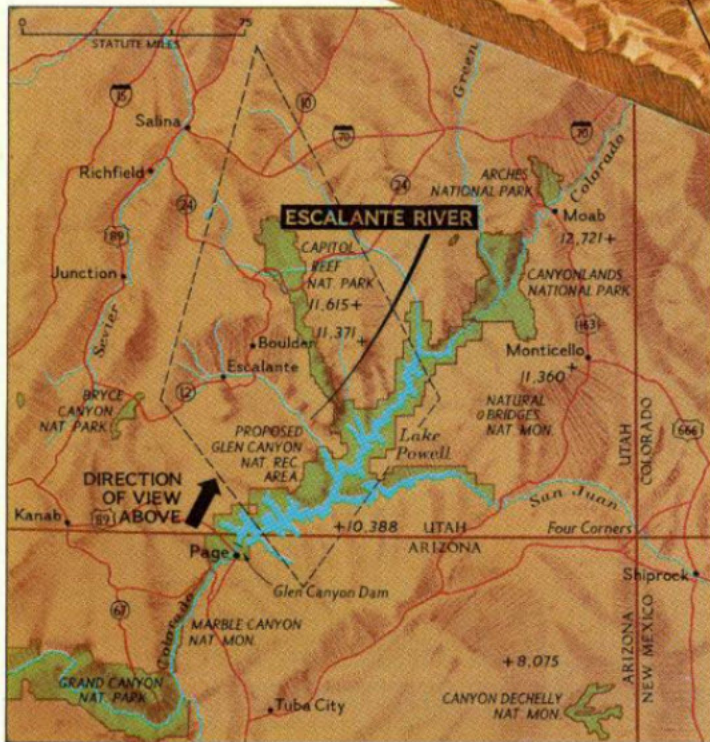 0 75
STATUTE MILES
15
10
Green
Salina
70
70
Richfield
24
24
ARCHES
NATIONAL PARK
Colorado
Moab
12,721+
ESCALANTE RIVER
89
CAPITOL
REEF
NAT. PARK
CANYONLANDS
NATIONAL PARK
Junction
11,615+
11,371
+
163
Sevier
Boulder
Monticello
Escalante
11,360
+
12
BRYCE
CANYON
NAT. PARK
NATURAL
BRIDGES
NAT. MON.
666
PROPOSED
GLEN CANYON
NAT. REC.
AREA
Lake
Powell
UTAH
COLORADO
DIRECTION
OF VIEW
ABOVE
San Juan
Kanab
89
+10,388
UTAH
ARIZONA
Four Corners
Page
Shiprock
Glen Canyon Dam
67
Colorado
MARBLE CANYON
NAT. MON.
ARIZONA
NEW MEXICO
+8,075
GRAND CANYON
NAT. PARK
CANYON DECHELLY
NAT. MON.
Tuba City